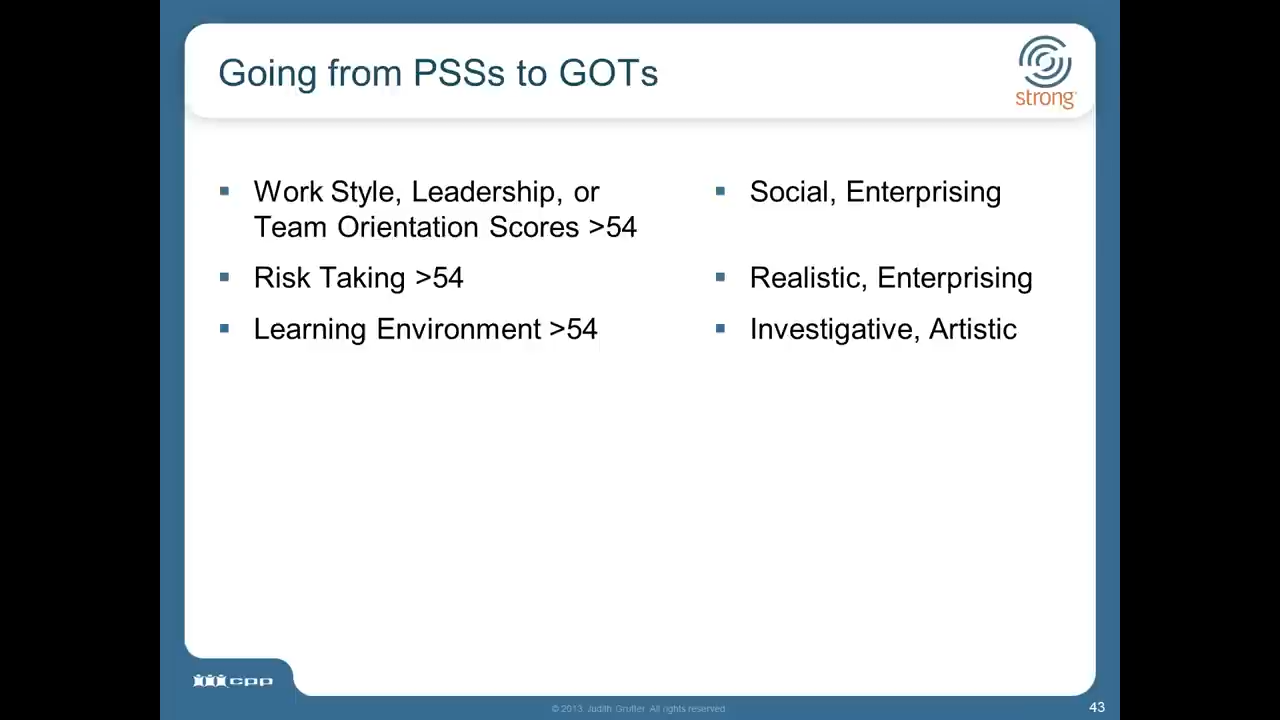 Going from PSSs to GOTs
strong
Work Style, Leadership, or
Team Orientation Scores >54
Social, Enterprising
Risk Taking >54
Realistic, Enterprising
Learning Environment >54
Investigative, Artistic
cpp
© 2013 Judith Grutter All rights reserved
43